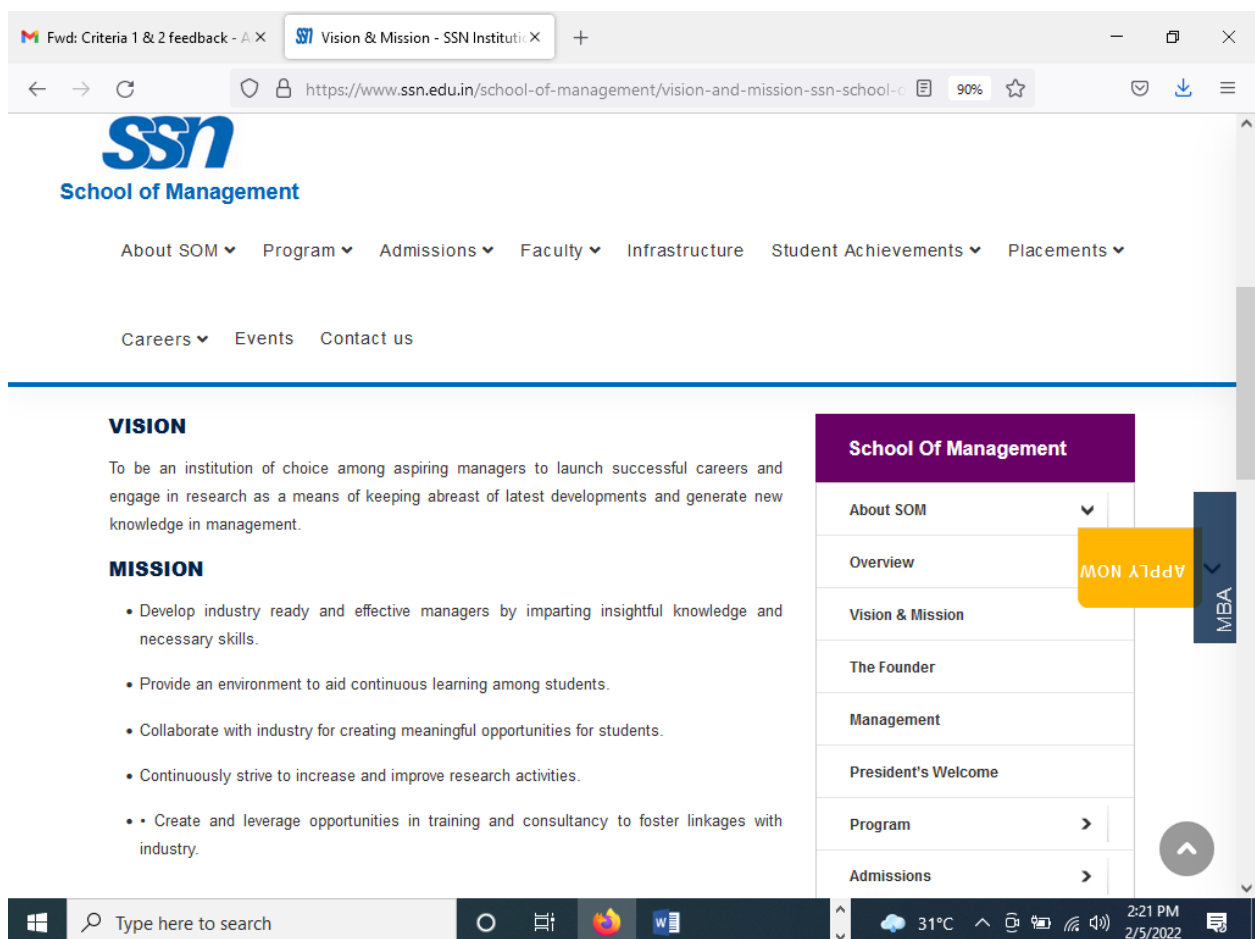 Fwd: Criteria 1 & 2 feedback - A
Vision & Mission - SSN Institutic
https://www.ssn.edu.in/school-of-management/vision-and-mission-ssn-school-o
90%
ssn
School of Management
About SOM Program Admissions Faculty Infrastructure Student Achievements Placements
Careers Events Contact us
VISION
To be an institution of choice among aspiring managers to launch successful careers and
engage in research as a means of keeping abreast of latest developments and generate new
knowledge in management.
MISSION
• Develop industry ready and effective managers by imparting insightful knowledge and
necessary skills.
• Provide an environment to aid continuous learning among students.
• Collaborate with industry for creating meaningful opportunities for students.
• Continuously strive to increase and improve research activities.
• • Create and leverage opportunities in training and consultancy to foster linkages with
industry.
School Of Management
About SOM
Overview
Vision & Mission
The Founder
Management
President's Welcome
Program
Admissions
APPLY NOW
MBA
Type here to search
31°C
2:21 PM
2/5/2022